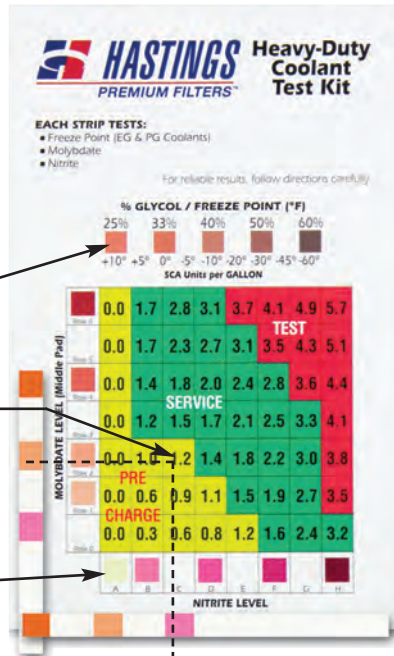 HASTINGS
PREMIUM FILTERS™
Heavy-Duty
Coolant
Test Kit
EACH STRIP TESTS:
▪ Freeze Point (EG & PG Coolants)
▪ Molybdate
▪ Nitrite
For reliable results, follow directions carefully
% GLYCOL / FREEZE POINT (°F)
25% 33% 40% 50% 60%
+10° +5° 0° -5° -10° -20° -30° -45° -60°
SCA Units per GALLON
MOLYBDATE LEVEL (Middle Pad)
0.0 1.7 2.8 3.1 3.7 4.1 4.9 5.7
TEST
0.0 1.7 2.3 2.7 3.1 3.5 4.3 5.1
0.0 1.4 1.8 2.0 2.4 2.8 3.6 4.4
SERVICE
0.0 1.2 1.5 1.7 2.1 2.5 3.3 4.1
0.0 1.0 1.2 1.4 1.8 2.2 3.0 3.8
PRE
0.0 0.6 0.9 1.1 1.5 1.9 2.7 3.5
CHARGE
0.0 0.3 0.6 0.8 1.2 1.6 2.4 3.2
A B C D E F G H
NITRITE LEVEL